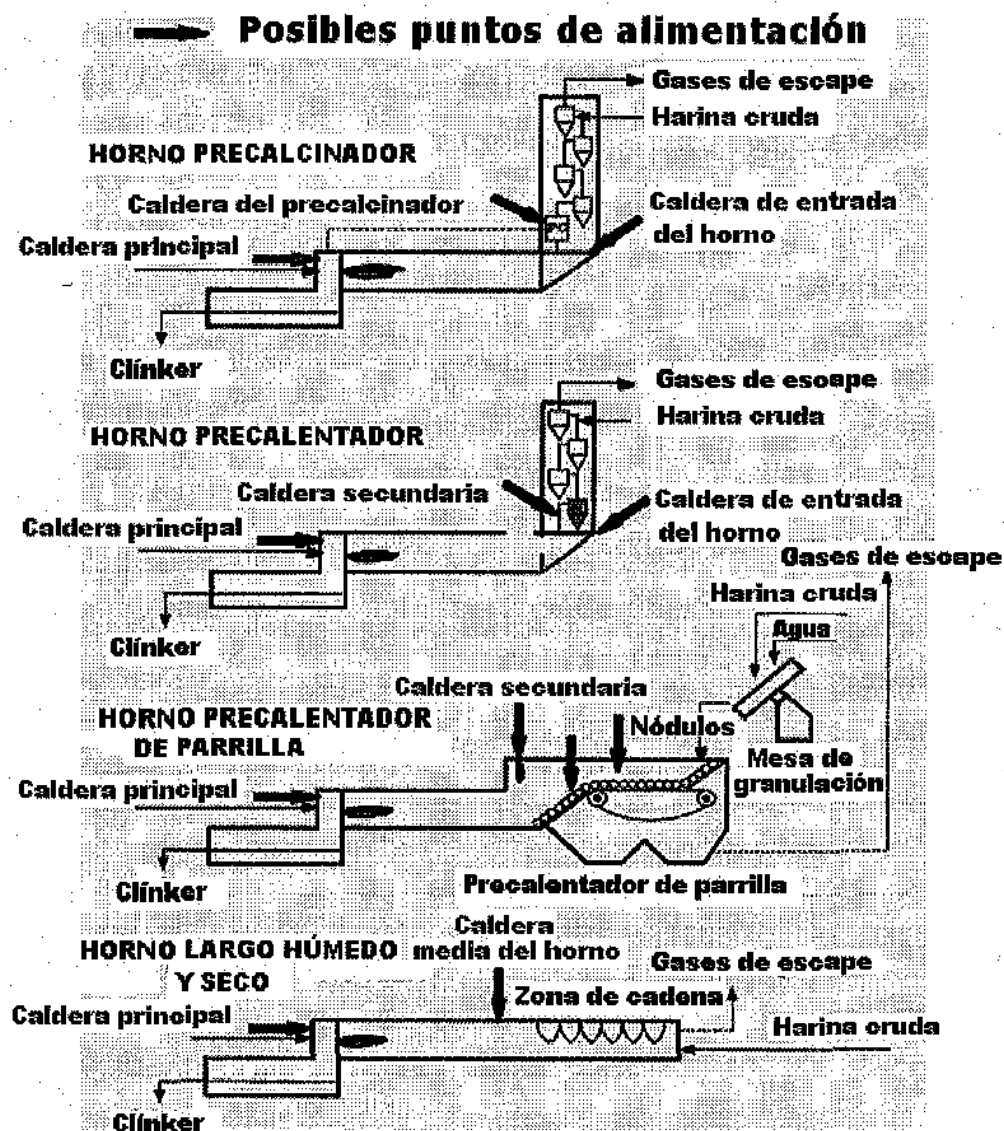 Posibles puntos de alimentación
Gases de escape
Harina cruda
HORNO PRECALCINADOR
Caldera del precalcinador
Caldera de entrada
del horno
Caldera principal
Clínker
Gases de escape
Harina cruda
HORNO PRECALENTADOR
Caldera secundaria
Caldera de entrada
del horno
Caldera principal
Clínker
Gases de escape
Harina cruda
Agua
Caldera secundaria
HORNO PRECALENTADOR
DE PARRILLA
Nódulos
Mesa de
granulación
Caldera principal
Clínker
Precalentador de parrilla
Caldera
media del horno
HORNO LARGO HÚMEDO
Y SECO
Gases de escape
Zona de cadena
Caldera principal
Harina cruda
Clínker